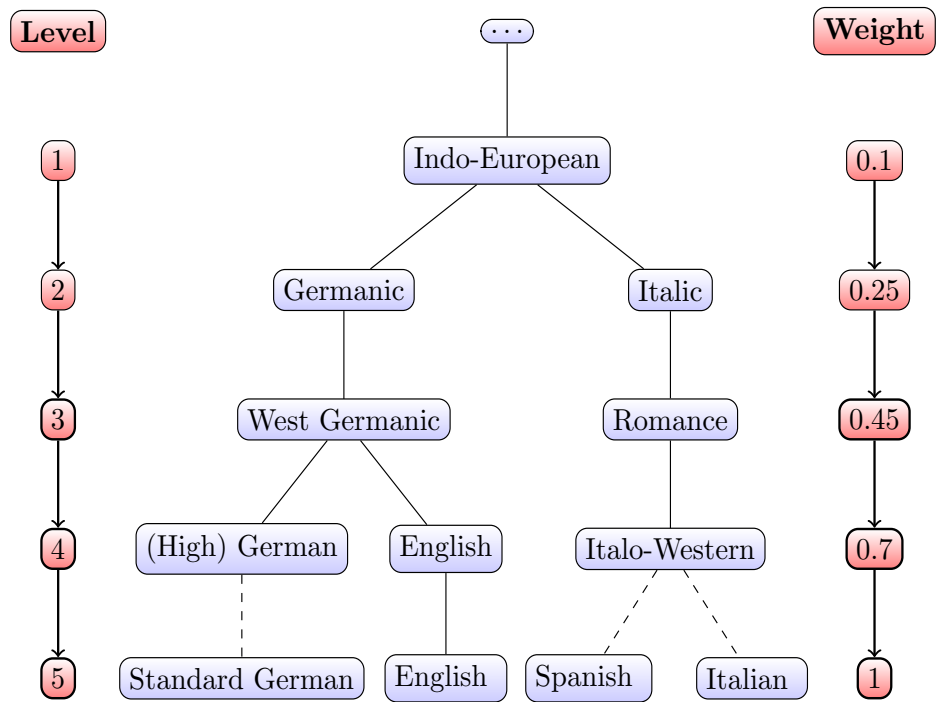 Level
...
Weight
1
Indo-European
0.1
2
Germanic
Italic
0.25
3
West Germanic
Romance
0.45
4
(High) German
English
Italo-Western
0.7
5
Standard German
English
Spanish
Italian
1